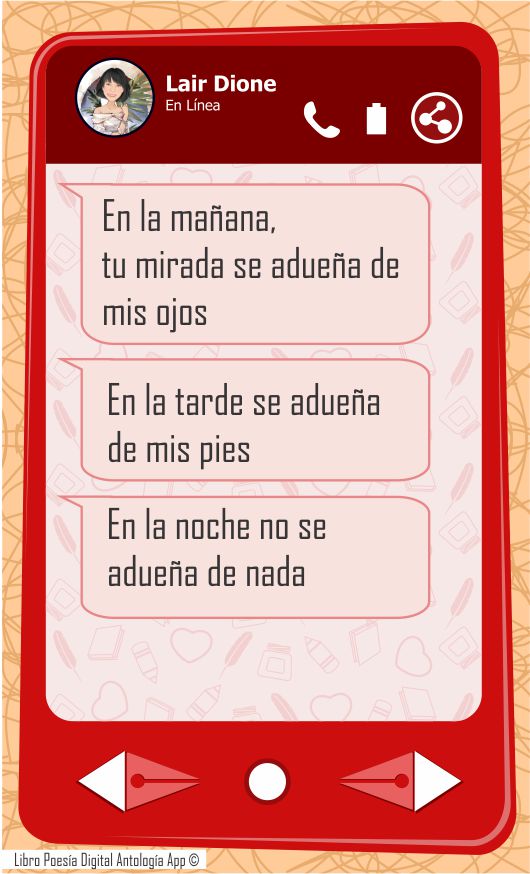 Lair Dione
En Línea
En la mañana,
tu mirada se adueña de
mis ojos
En la tarde se adueña
de mis pies
En la noche no se
adueña de nada
Libro Poesía Digital Antología App ©